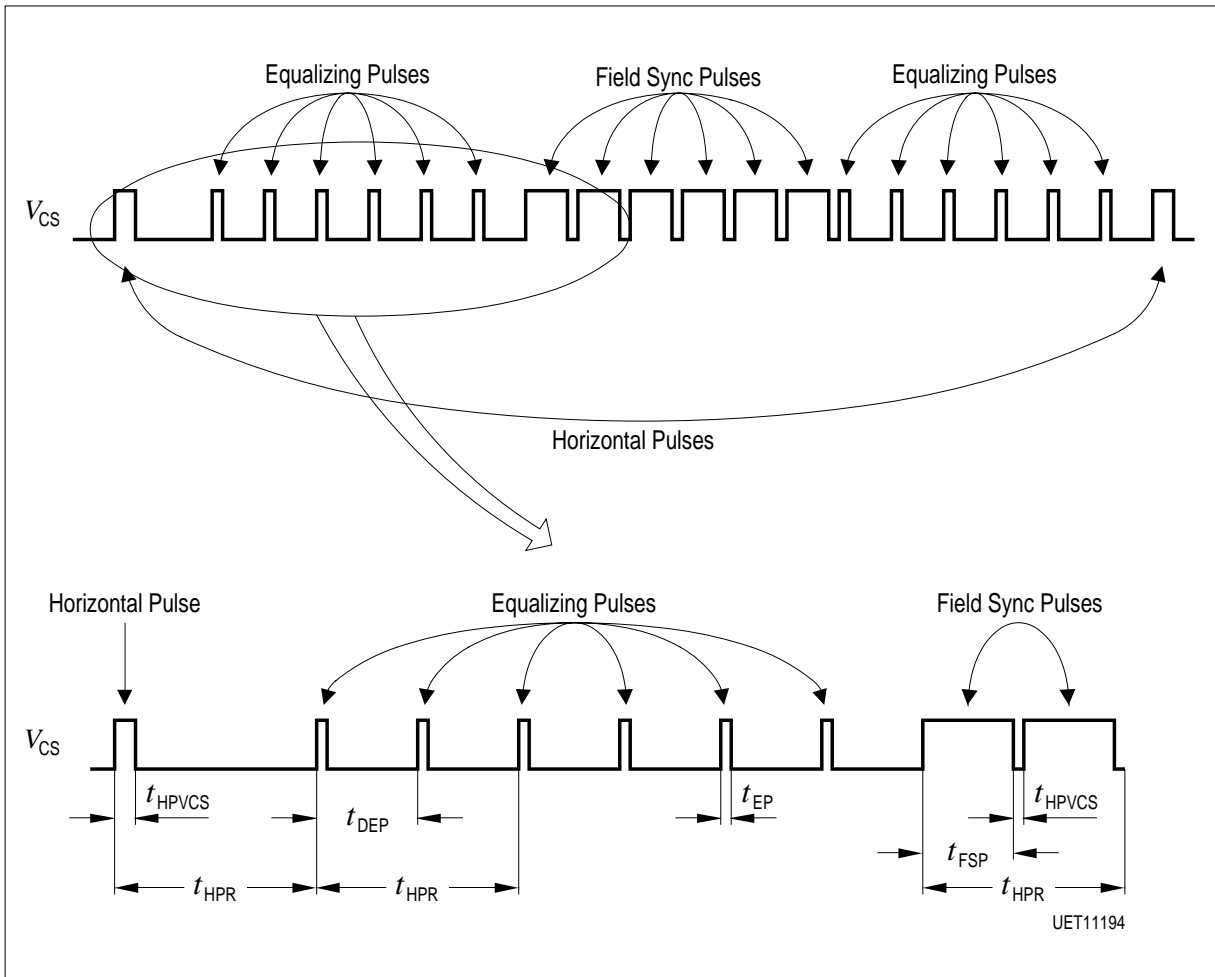 Equalizing Pulses
Field Sync Pulses
Equalizing Pulses
VCS
Horizontal Pulses
Horizontal Pulse
Equalizing Pulses
Field Sync Pulses
VCS
tHPVCS
tDEP
tEP
tHPVCS
tFSP
tHPR
tHPR
tHPR
UET11194